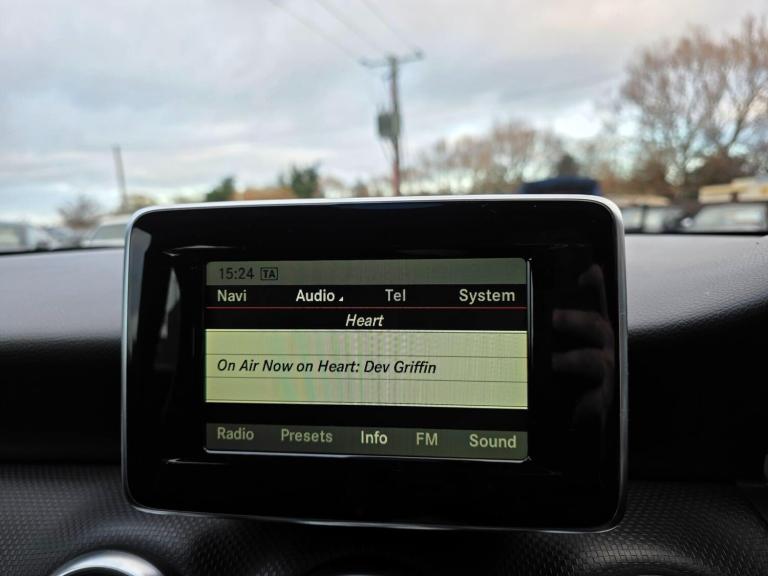 15:24 TA
Navi Audio Tel System
Heart
On Air Now on Heart: Dev Griffin
Radio Presets Info FM Sound